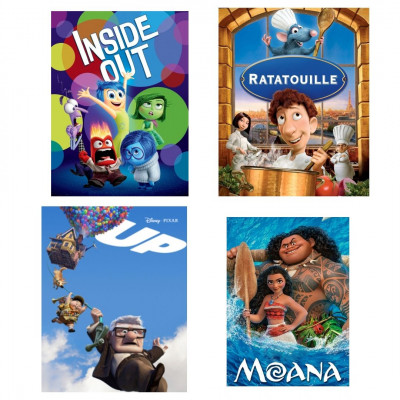 INSIDE
OUT
RATATOUILLE
Disney PIXAR
UP
MOANA